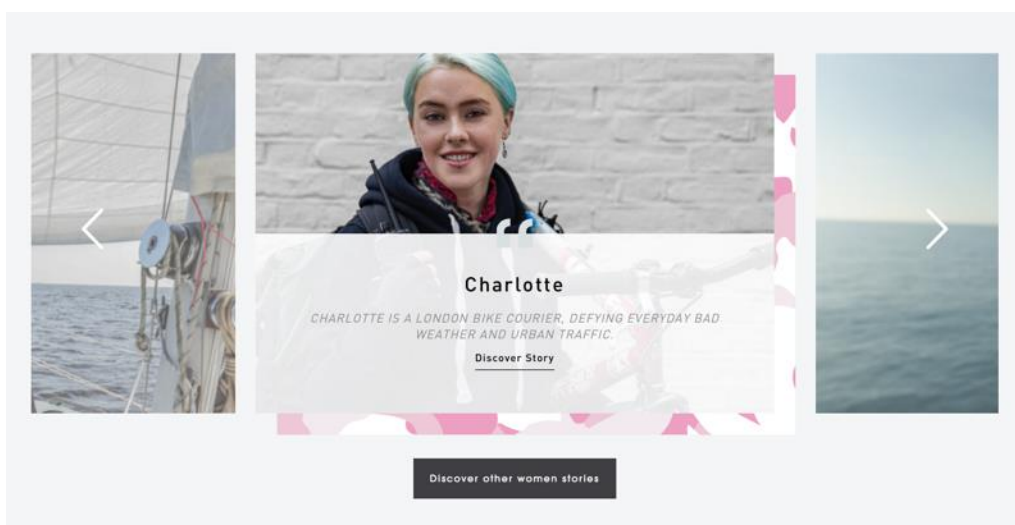 “
Charlotte
CHARLOTTE IS A LONDON BIKE COURIER, DEFYING EVERYDAY BAD
WEATHER AND URBAN TRAFFIC.
Discover Story
Discover other women stories